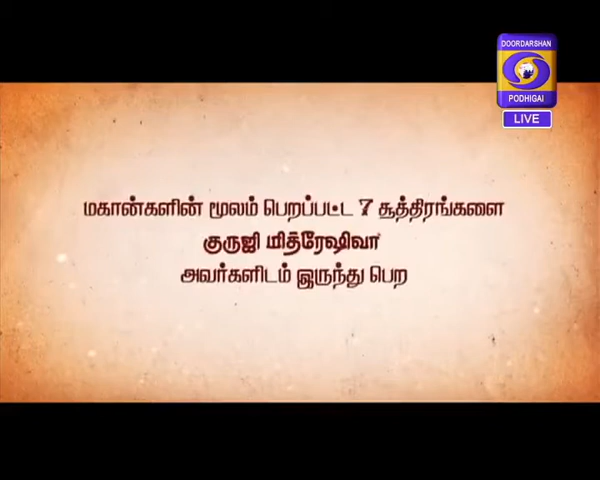 DOORDARSHAN
PODHIGAI
LIVE
மகான்களின் மூலம் பெறப்பட்ட 7 சூத்திரங்களை
குருஜி மித்ரேஷிவா
அவர்களிடம் இருந்து பெற